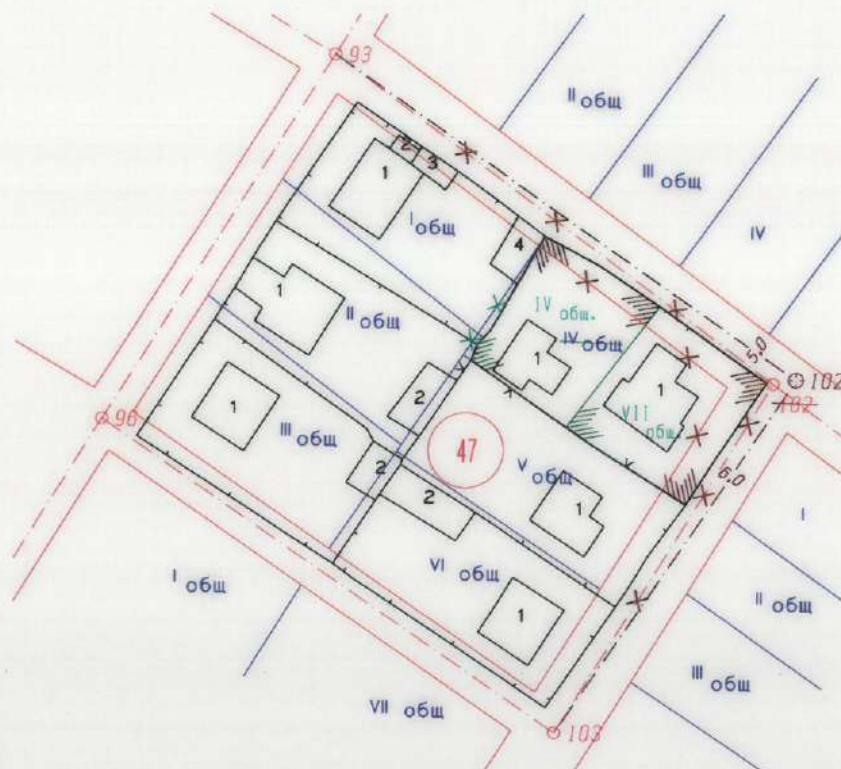 93
II общ
2
3
1
III общ
I общ
4
IV
IV общ.
IV общ
1
II общ
1
5.0
102
102
1
VII общ.
2
1
III общ
47
V общ
6.0
2
2
1
I
VI общ
I общ
1
II общ
III общ
VII общ
103